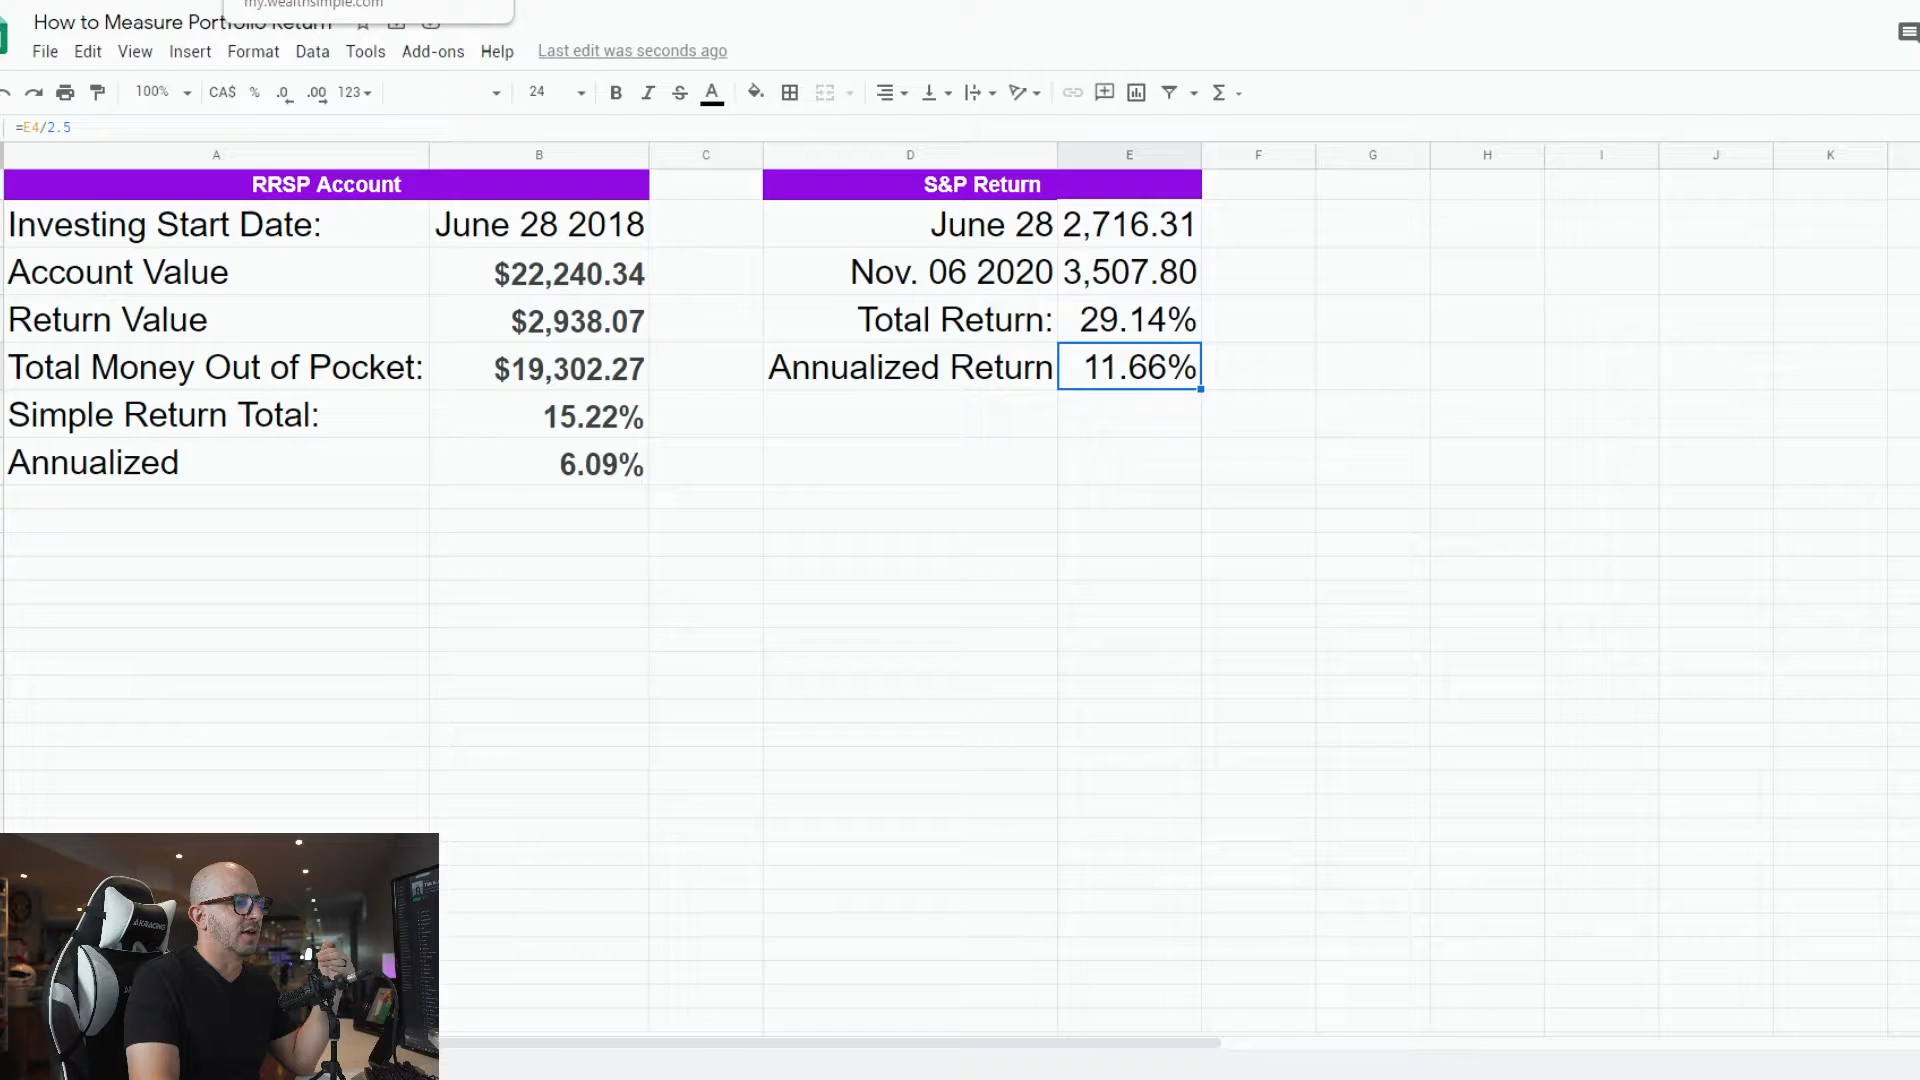 my.wealthsimple.com
How to Measure Portfolio Return
File Edit View Insert Format Data Tools Add-ons Help Last edit was seconds ago
100% CA$ % .0 .00 123 24 B I S A Σ
=E4/2.5
A B C D E F G H I J K
RRSP Account S&P Return
Investing Start Date: June 28 2018 June 28 2,716.31
Account Value $22,240.34 Nov. 06 2020 3,507.80
Return Value $2,938.07 Total Return: 29.14%
Total Money Out of Pocket: $19,302.27 Annualized Return 11.66%
Simple Return Total: 15.22%
Annualized 6.09%
AKRACING